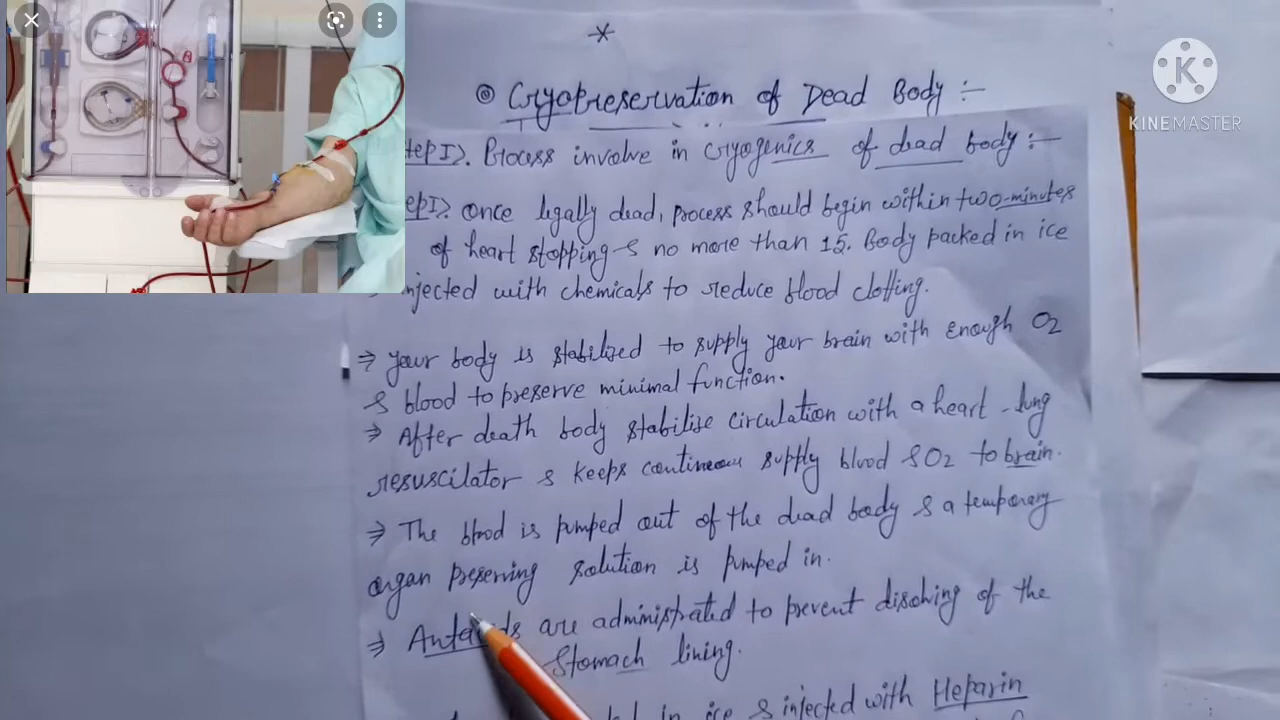 *
◎ Cryopreservation of Dead Body :-
tep I). Process involve in cryogenics of dead body :-
ep I). Once legally dead, process should begin within two-minutes
of heart stopping & no more than 15. Body packed in ice
injected with chemicals to reduce blood clotting.
⇒ your body is stabilized to supply your brain with enough O2
& blood to preserve minimal function.
⇒ After death body stabilise circulation with a heart-lung
resuscilator & keeps continuous supply blood & O2 to brain.
⇒ The blood is pumped out of the dead body & a temporary
organ preserving solution is pumped in.
⇒ Antacids are administrated to prevent disolving of the
stomach lining.
in ice & injected with Heparin
K
KINEMASTER